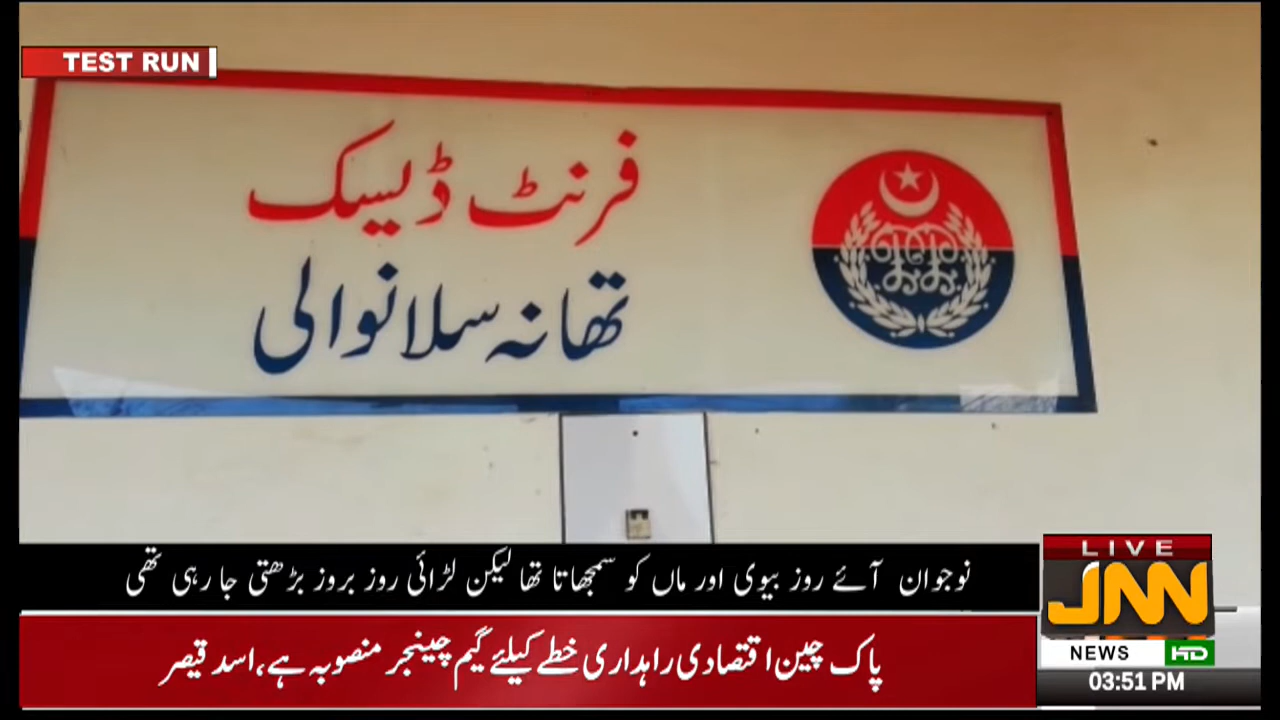 TEST RUN
فرنٹ ڈیسک
تھانہ سلانوالی
نوجوان آئے روز بیوی اور ماں کو سمجھاتا تھا لیکن لڑائی روز بروز بڑھتی جا رہی تھی
پاک چین اقتصادی راہداری خطے کیلئے گیم چینجر منصوبہ ہے، اسد قیصر
LIVE
JNN
NEWS HD
03:51 PM